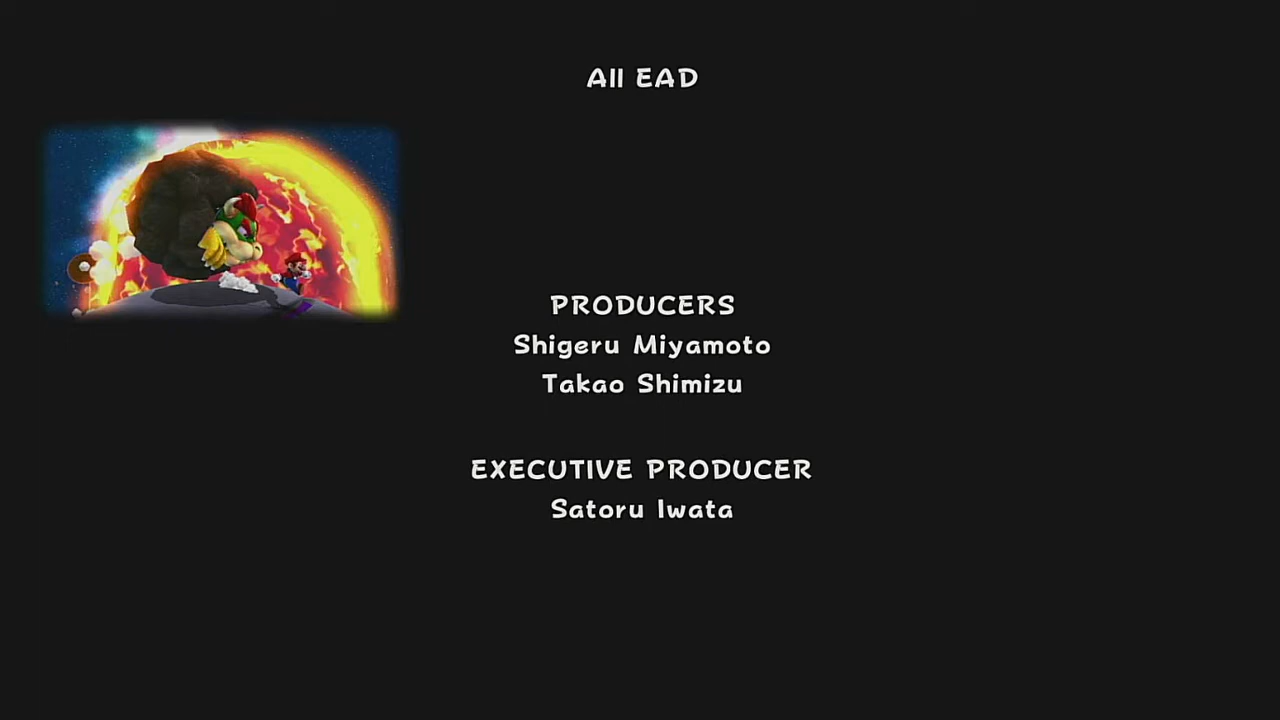 All EAD
PRODUCERS
Shigeru Miyamoto
Takao Shimizu
EXECUTIVE PRODUCER
Satoru Iwata